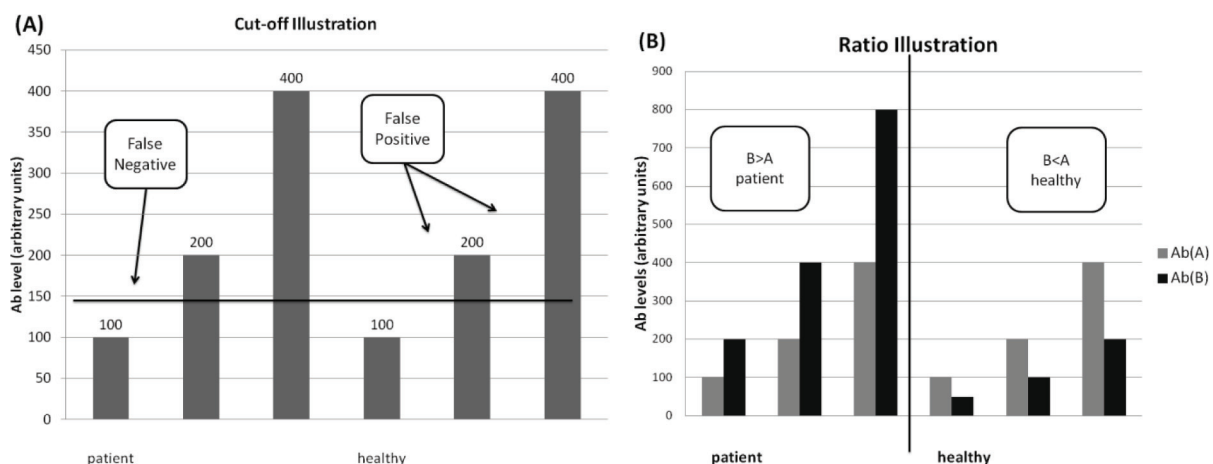 (A)
Cut-off Illustration
Ab level (arbitrary units)
450
400
350
300
250
200
150
100
50
0
False
Negative
False
Positive
100
200
400
100
200
400
patient
healthy
(B)
Ratio Illustration
Ab levels (arbitrary units)
900
800
700
600
500
400
300
200
100
0
B>A
patient
B<A
healthy
Ab(A)
Ab(B)
patient
healthy